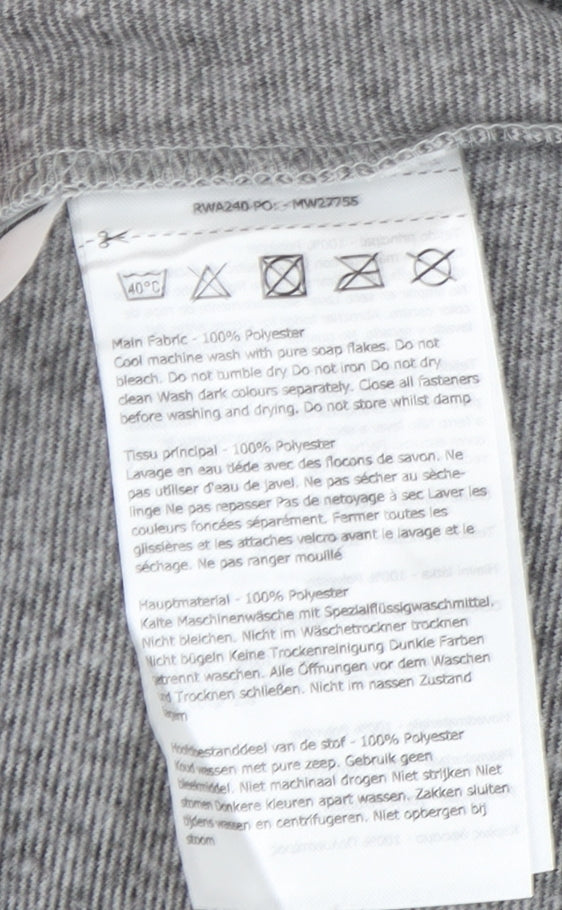 RWA240 PO: - MW27755
40°C
Main Fabric - 100% Polyester
Cool machine wash with pure soap flakes. Do not
bleach. Do not tumble dry Do not iron Do not dry
clean Wash dark colours separately. Close all fasteners
before washing and drying. Do not store whilst damp
Tissu principal - 100% Polyester
Lavage en eau tiède avec des flocons de savon. Ne
pas utiliser d'eau de javel. Ne pas sécher au sèche-
linge Ne pas repasser Pas de netoyage à sec Laver les
couleurs foncées séparément. Fermer toutes les
glissières et les attaches velcro avant le lavage et le
séchage. Ne pas ranger mouillé
Hauptmaterial - 100% Polyester
Kalte Maschinenwäsche mit Spezialflüssigwaschmittel.
Nicht bleichen. Nicht im Wäschetrockner trocknen
Nicht bügeln Keine Trockenreinigung Dunkle Farben
getrennt waschen. Alle Öffnungen vor dem Waschen
und Trocknen schließen. Nicht im nassen Zustand
lagern
Hoofdbestanddeel van de stof - 100% Polyester
Koud wassen met pure zeep. Gebruik geen
bleekmiddel. Niet machinaal drogen Niet strijken Niet
stomen Donkere kleuren apart wassen. Zakken sluiten
tijdens wassen en centrifugeren. Niet opbergen bij
stoom